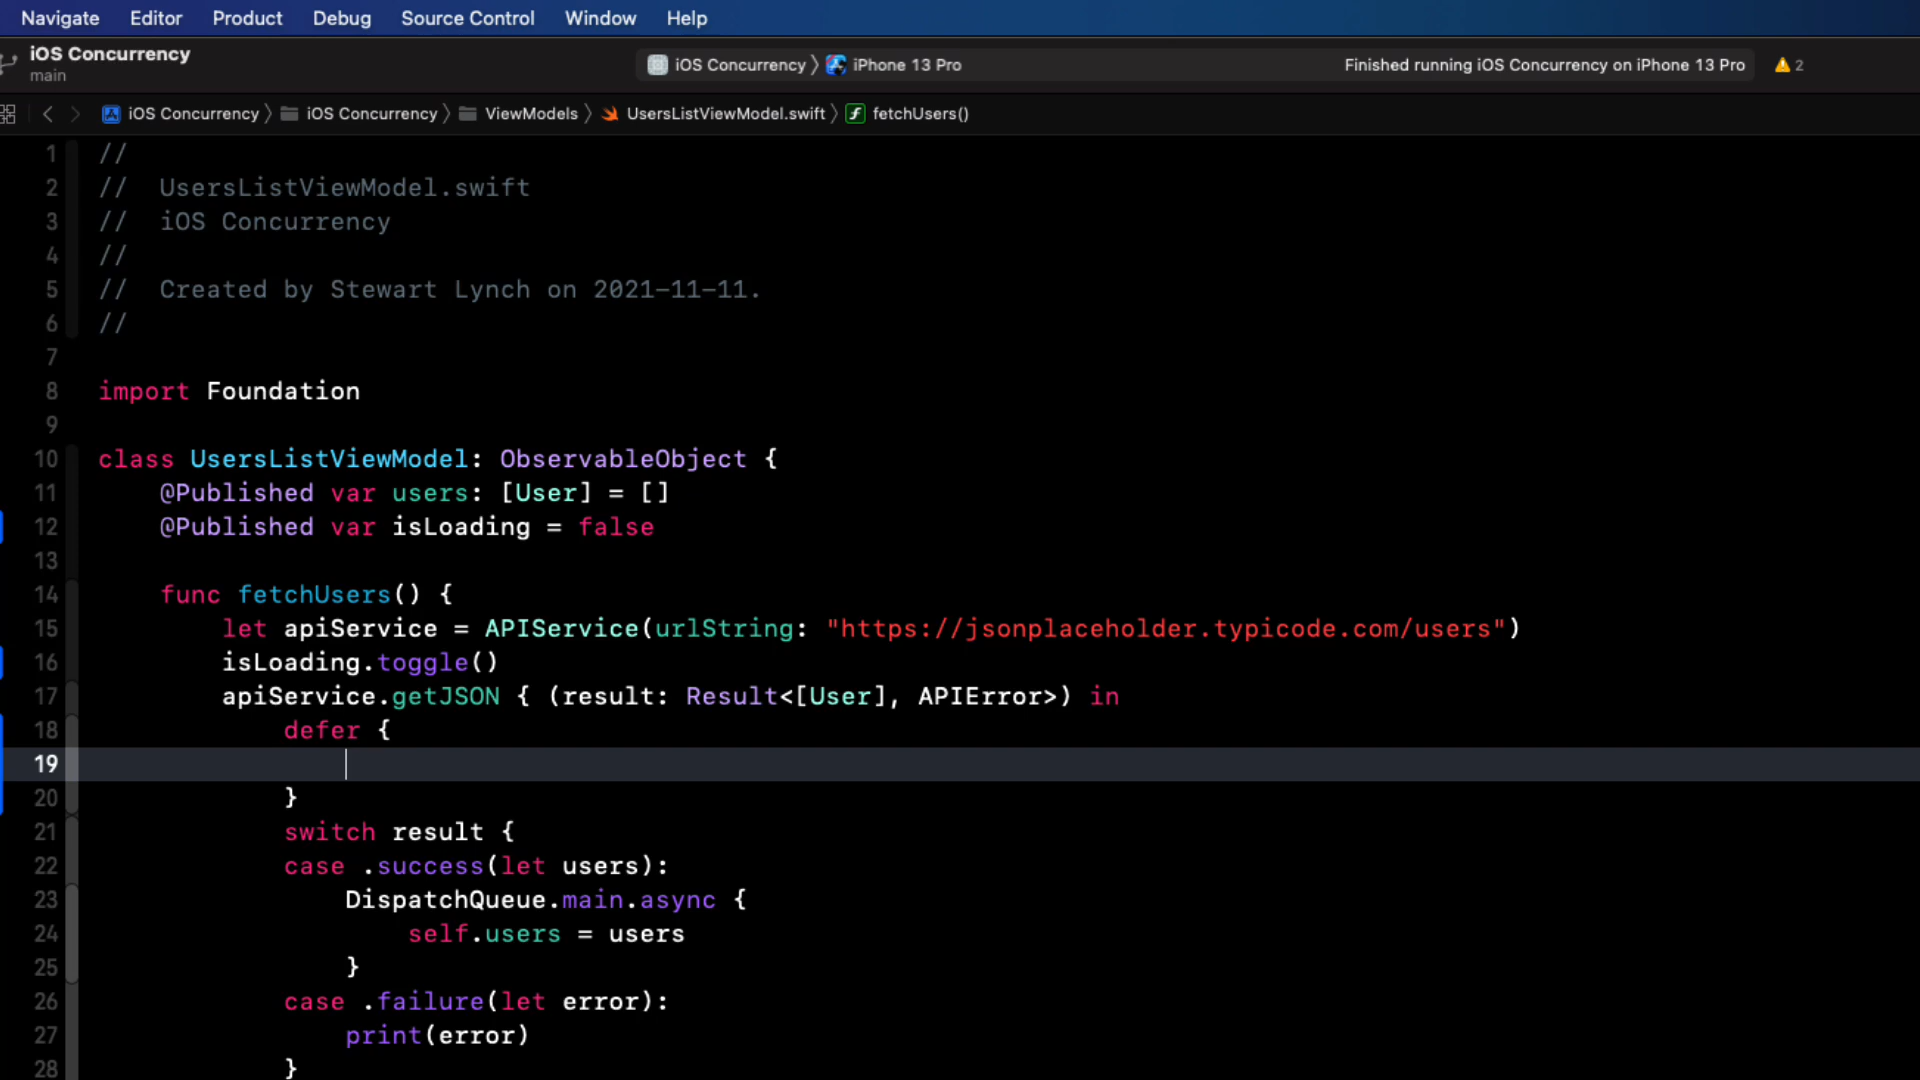 Navigate Editor Product Debug Source Control Window Help
iOS Concurrency
main
iOS Concurrency 〉 iPhone 13 Pro
Finished running iOS Concurrency on iPhone 13 Pro
2
iOS Concurrency 〉 iOS Concurrency 〉 ViewModels 〉 UsersListViewModel.swift 〉 fetchUsers()
1 //
2 //  UsersListViewModel.swift
3 //  iOS Concurrency
4 //
5 //  Created by Stewart Lynch on 2021-11-11.
6 //
7
8 import Foundation
9
10 class UsersListViewModel: ObservableObject {
11     @Published var users: [User] = []
12     @Published var isLoading = false
13
14     func fetchUsers() {
15         let apiService = APIService(urlString: "https://jsonplaceholder.typicode.com/users")
16         isLoading.toggle()
17         apiService.getJSON { (result: Result<[User], APIError>) in
18             defer {
19
20             }
21             switch result {
22             case .success(let users):
23                 DispatchQueue.main.async {
24                     self.users = users
25                 }
26             case .failure(let error):
27                 print(error)
28             }